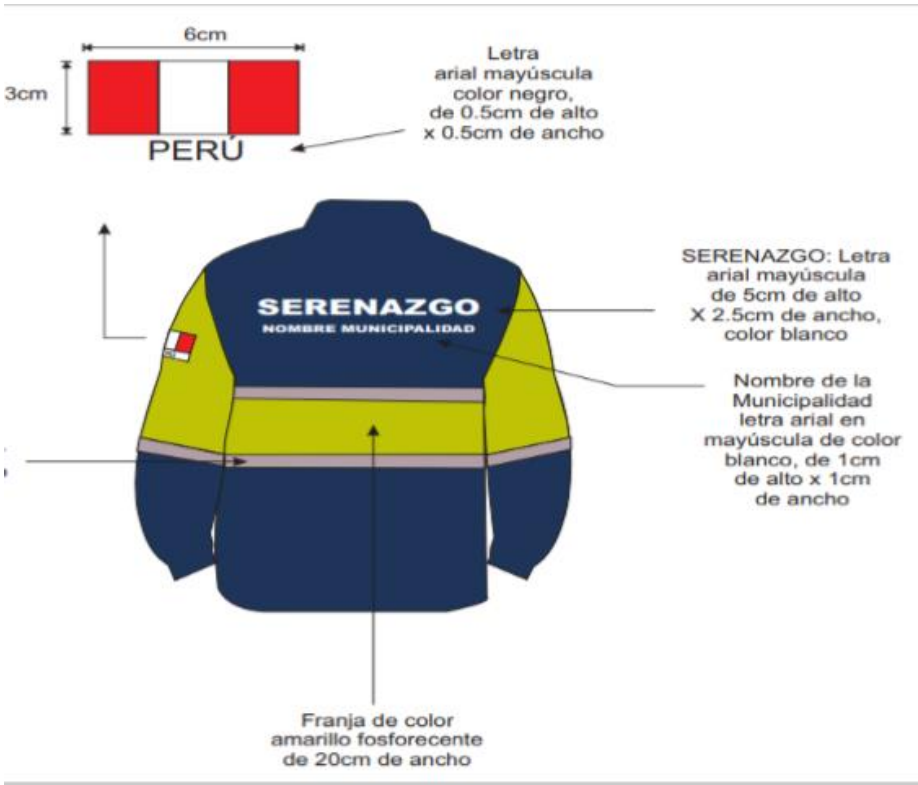 6cm
3cm
PERÚ
Letra
arial mayúscula
color negro,
de 0.5cm de alto
x 0.5cm de ancho
SERENAZGO
NOMBRE MUNICIPALIDAD
SERENAZGO: Letra
arial mayúscula
de 5cm de alto
X 2.5cm de ancho,
color blanco
Nombre de la
Municipalidad
letra arial en
mayúscula de color
blanco, de 1cm
de alto x 1cm
de ancho
Franja de color
amarillo fosforecente
de 20cm de ancho